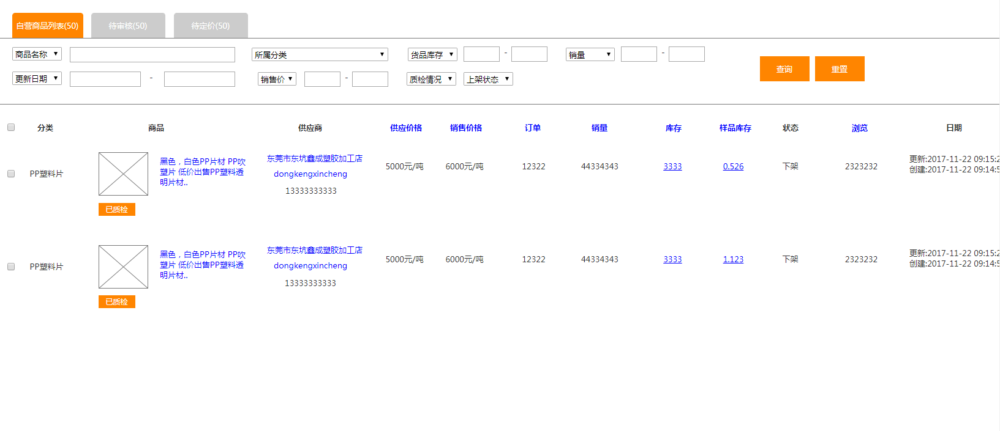 自营商品列表(50) 待审核(50) 待定价(50)
商品名称 所属分类 货品库存 - 销量 -
查询 重置
更新日期 - 销售价 - 质检情况 上架状态
分类 商品 供应商 供应价格 销售价格 订单 销量 库存 样品库存 状态 浏览 日期
PP塑料片
黑色，白色PP片材 PP吹
塑片 低价出售PP塑料透
明片材..
已质检
东莞市东坑鑫成塑胶加工店
dongkengxincheng
13333333333
5000元/吨 6000元/吨 12322 44334343 3333 0.526 下架 2323232
更新:2017-11-22 09:15:2
创建:2017-11-22 09:14:5
PP塑料片
黑色，白色PP片材 PP吹
塑片 低价出售PP塑料透
明片材..
已质检
东莞市东坑鑫成塑胶加工店
dongkengxincheng
13333333333
5000元/吨 6000元/吨 12322 44334343 3333 1.123 下架 2323232
更新:2017-11-22 09:15:2
创建:2017-11-22 09:14:5